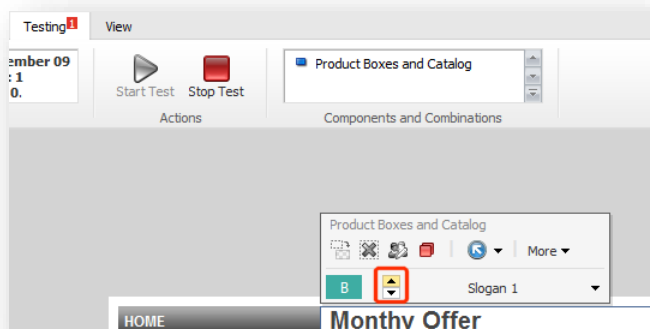 Testing 1
View
ember 09
: 1
0.
Start Test
Stop Test
Actions
Product Boxes and Catalog
Components and Combinations
Product Boxes and Catalog
More
B
Slogan 1
HOME
Monthy Offer